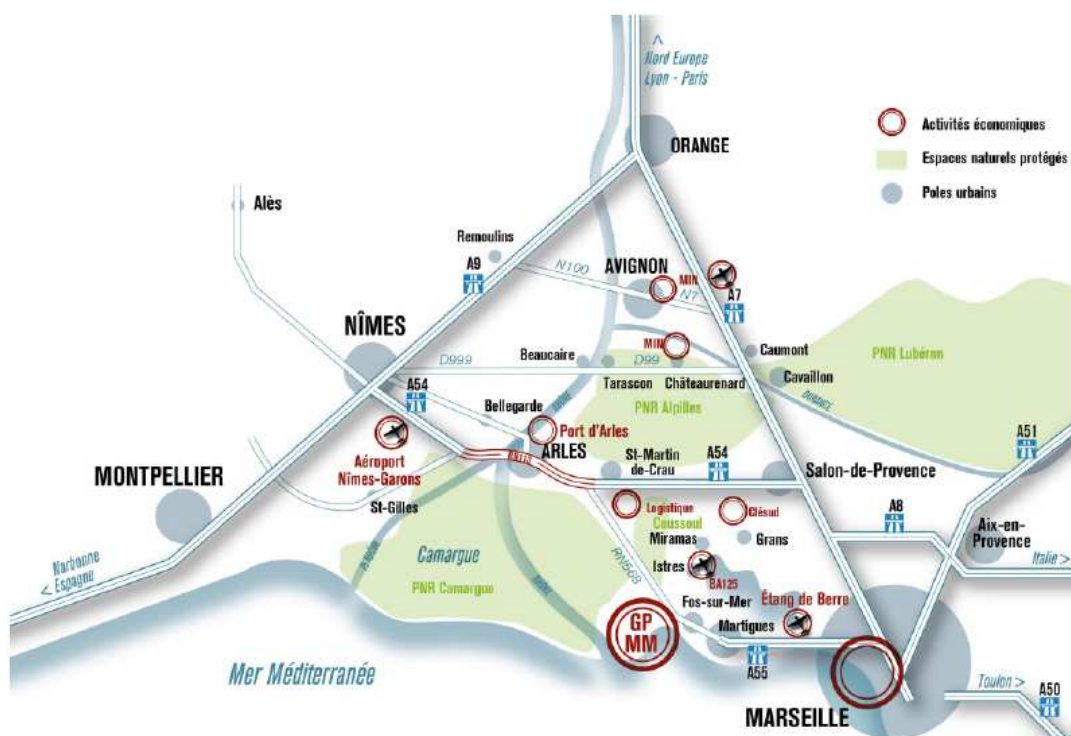 ^
Nord Europe
Lyon - Paris
ORANGE
Activités économiques
Espaces naturels protégés
Poles urbains
Alès
Remoulins
A9
N100
AVIGNON
MIN
N7
A7
NÎMES
D999
Beaucaire
D99
MIN
Caumont
Cavaillon
PNR Lubéron
Tarascon
Châteaurenard
PNR Alpilles
DURANCE
A54
Bellegarde
RHÔNE
Port d'Arles
ARLES
Aéroport
Nîmes-Garons
St-Martin
de-Crau
A54
Salon-de-Provence
A51
MONTPELLIER
St-Gilles
Logistique
Clésud
Coussoul
Miramas
Grans
A8
Aix-en-
Provence
Italie >
Narbonne
< Espagne
Camargue
PNR Camargue
RHÔNE
RN568
Istres
BA125
Fos-sur-Mer
Étang de Berre
Martigues
GP
MM
A55
Mer Méditerranée
MARSEILLE
Toulon >
A50